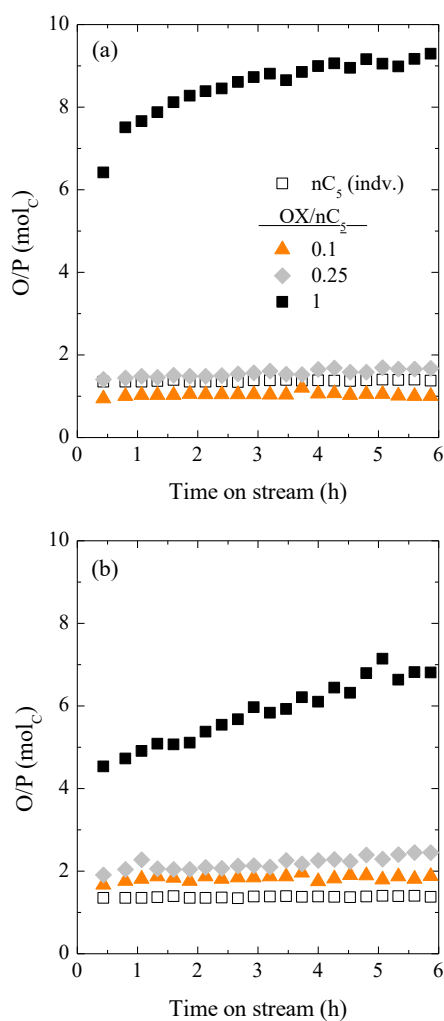 (a)
10
8
6
4
2
0
O/P (mol_C)
nC₅ (indv.)
OX/nC₅
0.1
0.25
1
0 1 2 3 4 5 6
Time on stream (h)
(b)
10
8
6
4
2
0
O/P (mol_C)
0 1 2 3 4 5 6
Time on stream (h)